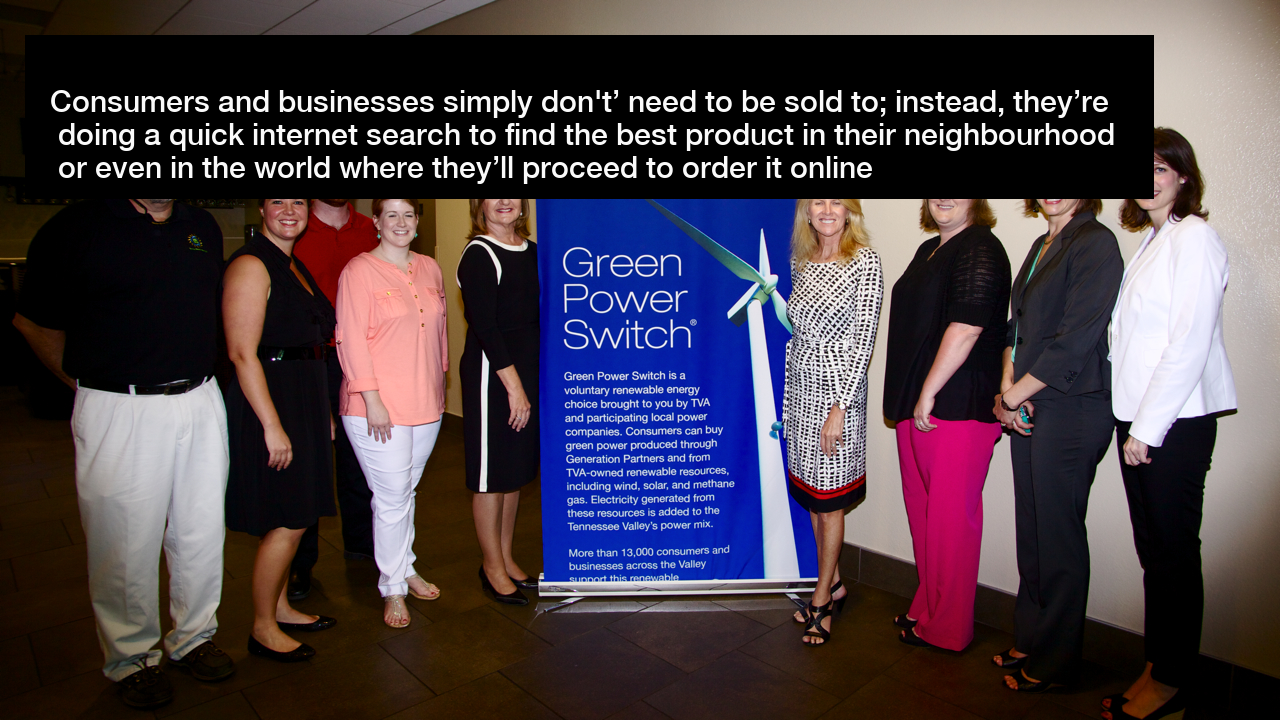 Consumers and businesses simply don't’ need to be sold to; instead, they’re
doing a quick internet search to find the best product in their neighbourhood
or even in the world where they’ll proceed to order it online
Green
Power
Switch®
Green Power Switch is a
voluntary renewable energy
choice brought to you by TVA
and participating local power
companies. Consumers can buy
green power produced through
Generation Partners and from
TVA-owned renewable resources,
including wind, solar, and methane
gas. Electricity generated from
these resources is added to the
Tennessee Valley's power mix.
More than 13,000 consumers and
businesses across the Valley
support this renewable